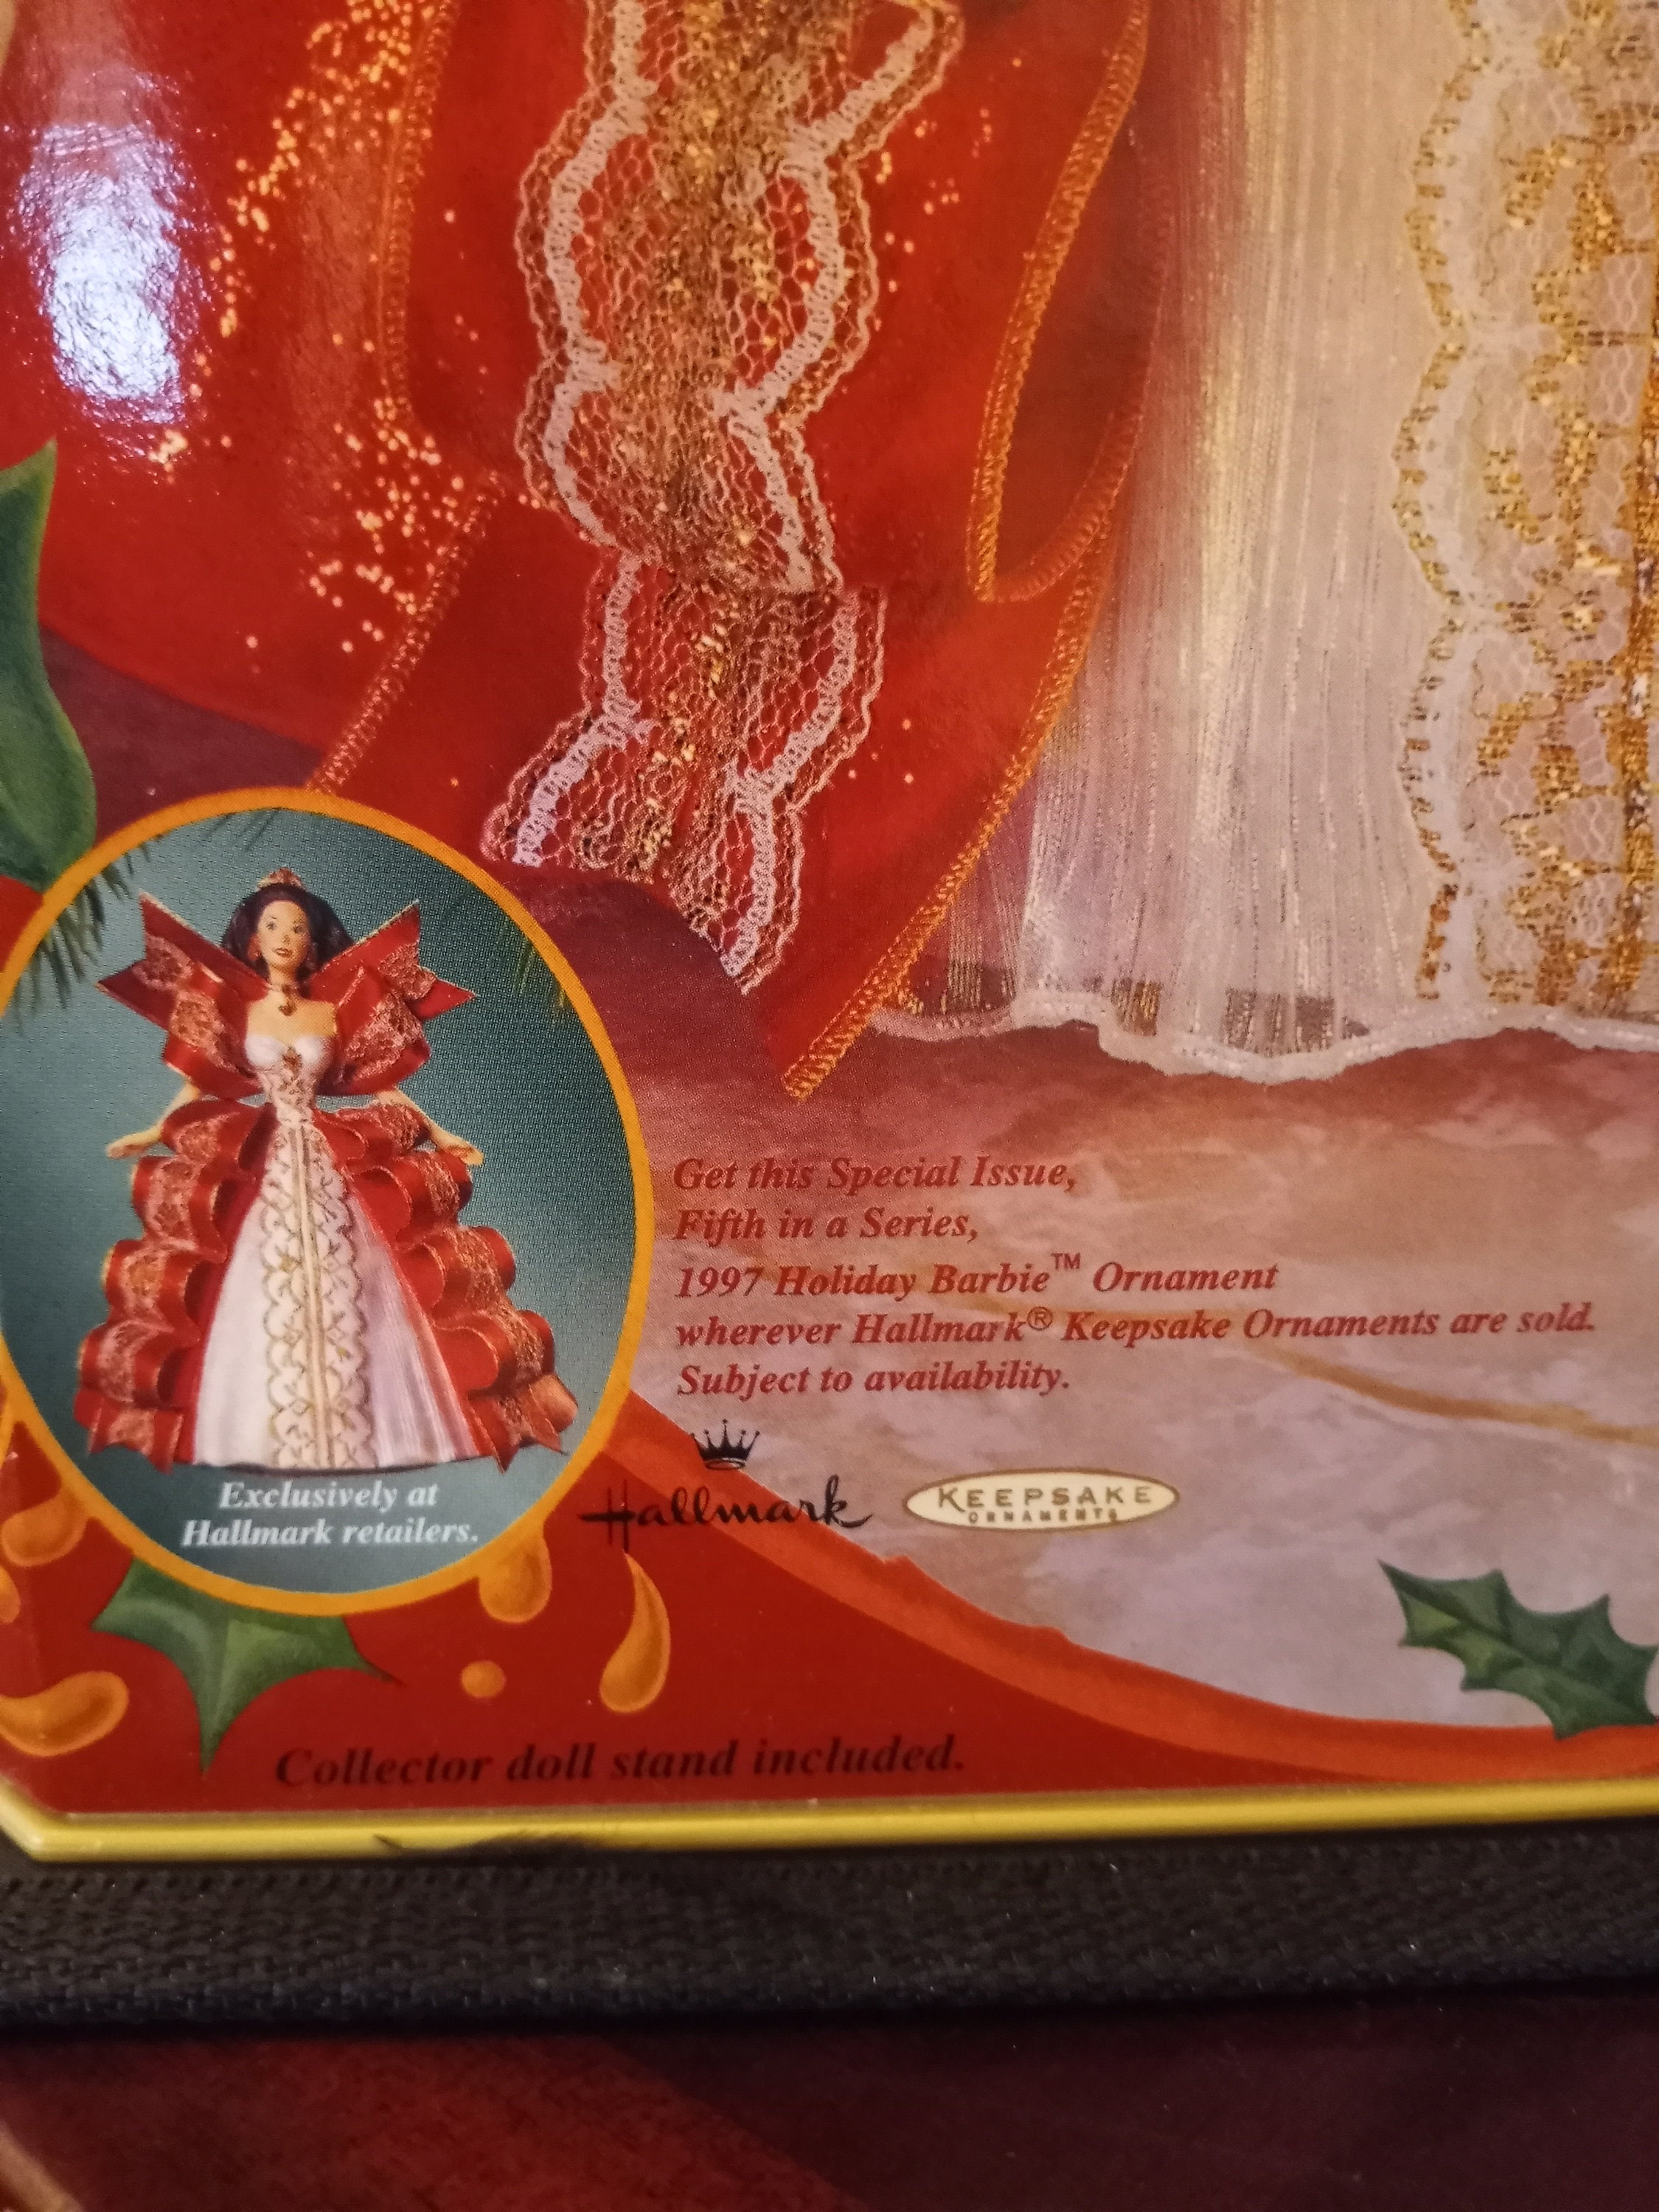 Get this Special Issue,
Fifth in a Series,
1997 Holiday Barbie™ Ornament
wherever Hallmark® Keepsake Ornaments are sold.
Subject to availability.
Hallmark
KEEPSAKE
ORNAMENTS
Exclusively at
Hallmark retailers.
Collector doll stand included.